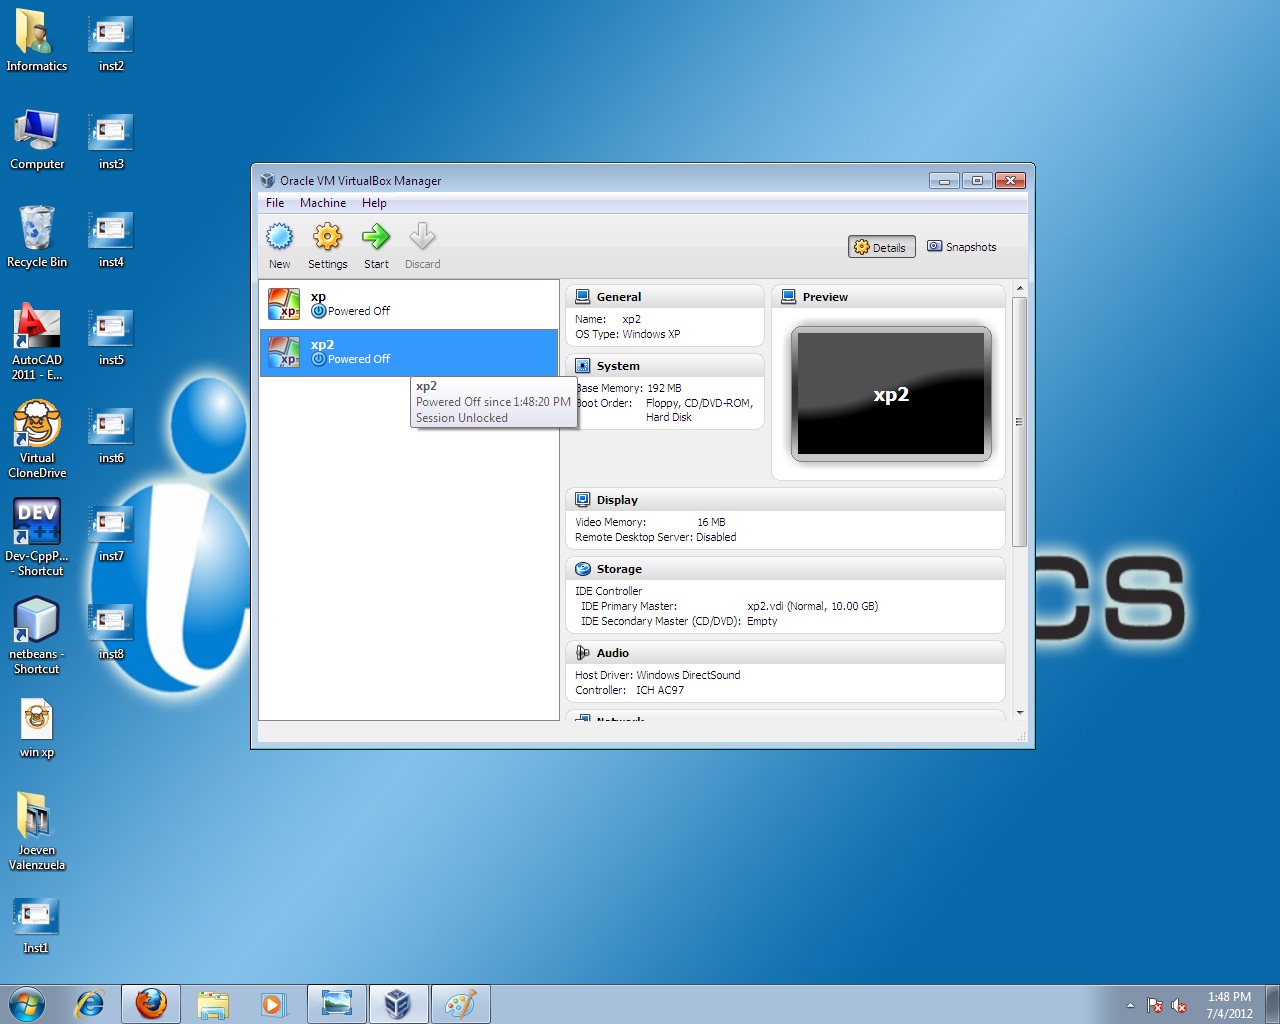 Informatics
inst2
Computer
inst3
Recycle Bin
inst4
AutoCAD
2011 - E...
inst5
Virtual
CloneDrive
inst6
DEV
C++
Dev-CppP...
- Shortcut
inst7
netbeans -
Shortcut
inst8
win xp
Joeven
Valenzuela
Inst1
Oracle VM VirtualBox Manager
File Machine Help
New Settings Start Discard
Details Snapshots
xp
xp
Powered Off
xp
xp2
Powered Off
xp2
Powered Off since 1:48:20 PM
Session Unlocked
General
Name: xp2
OS Type: Windows XP
System
Base Memory: 192 MB
Boot Order: Floppy, CD/DVD-ROM,
Hard Disk
Preview
xp2
Display
Video Memory: 16 MB
Remote Desktop Server: Disabled
Storage
IDE Controller
IDE Primary Master: xp2.vdi (Normal, 10.00 GB)
IDE Secondary Master (CD/DVD): Empty
Audio
Host Driver: Windows DirectSound
Controller: ICH AC97
Network
cs
1:48 PM
7/4/2012